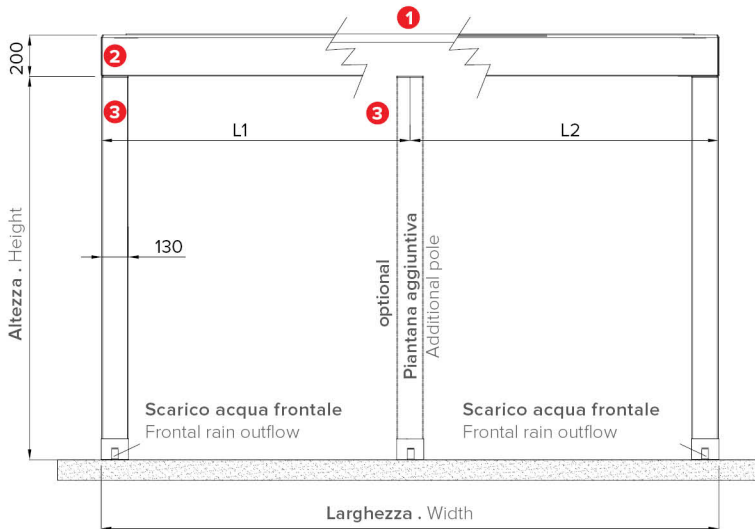 1
200
2
3
3
L1
L2
130
Altezza . Height
optional
Piantana aggiuntiva
Additional pole
Scarico acqua frontale
Frontal rain outflow
Scarico acqua frontale
Frontal rain outflow
Larghezza . Width